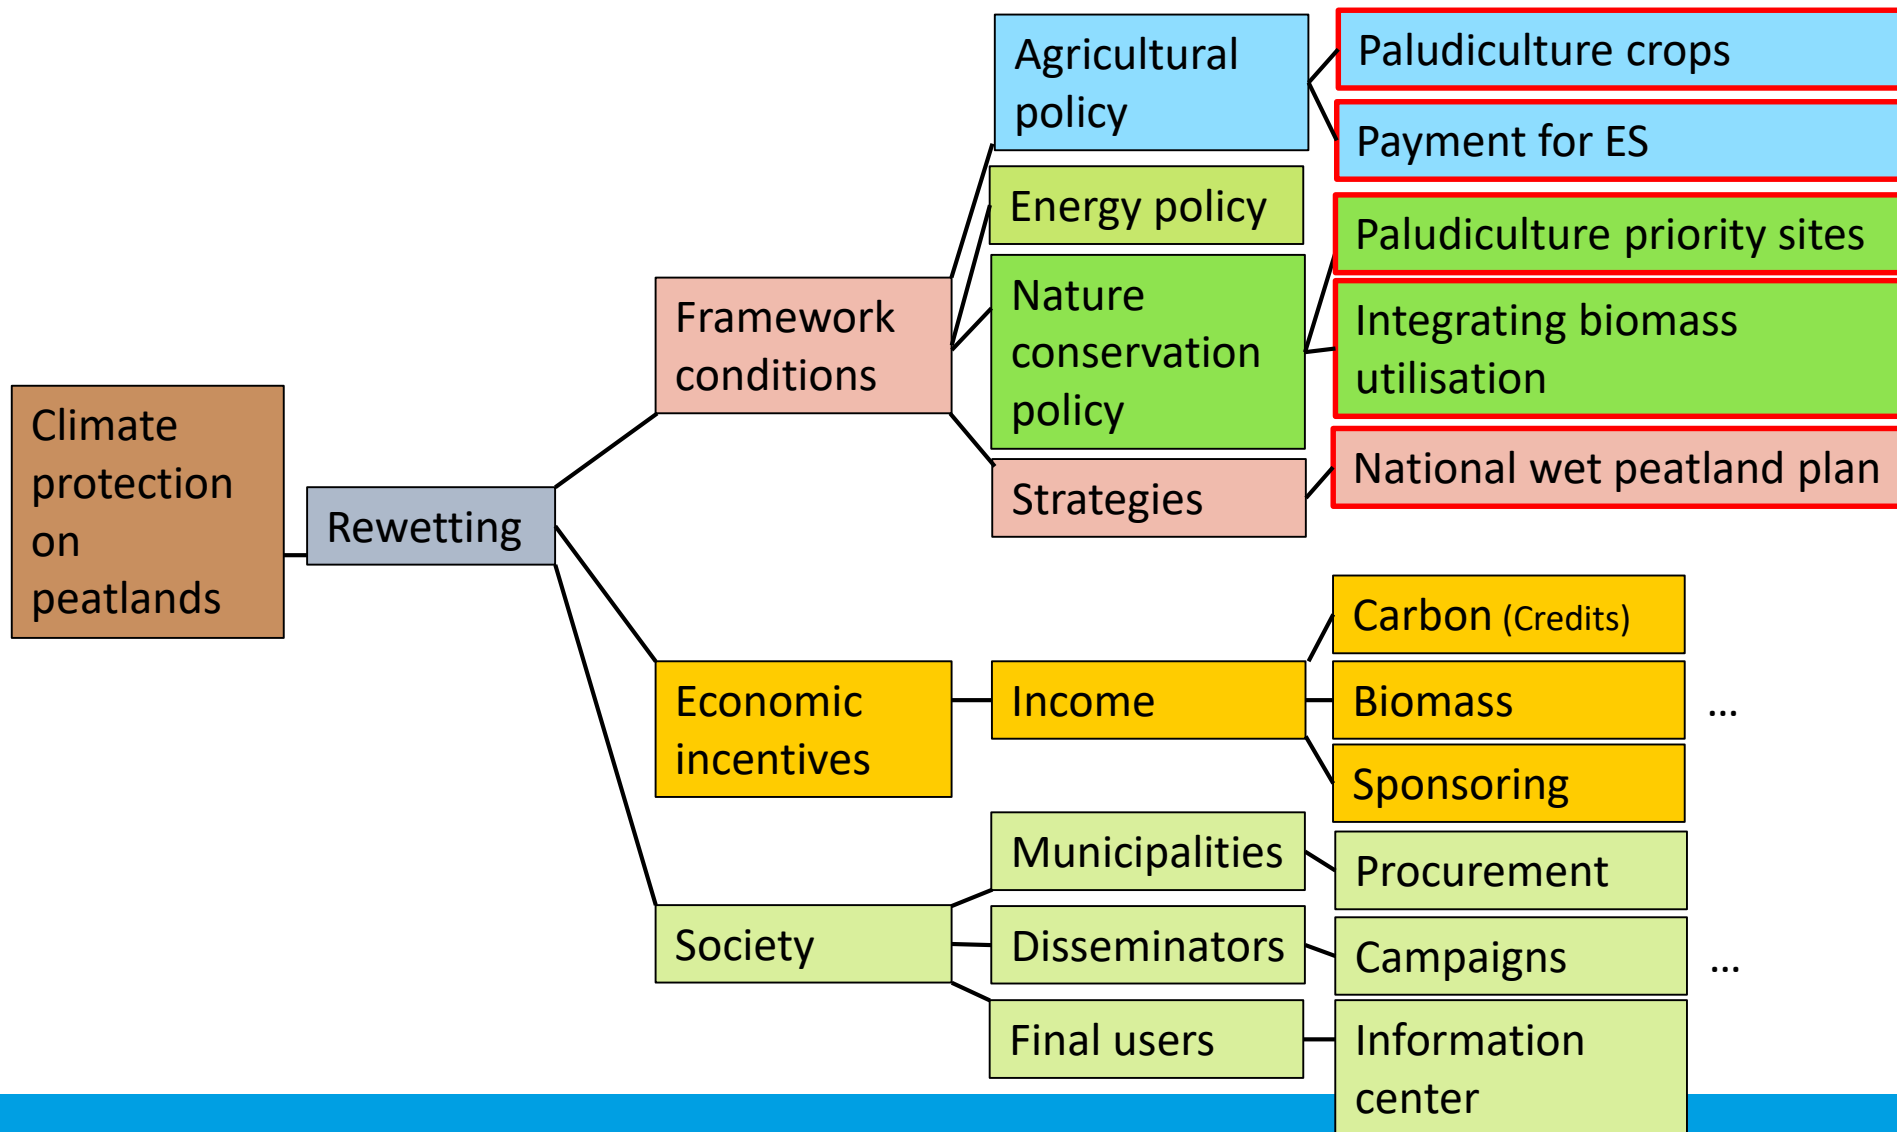 Climate
protection
on
peatlands
Rewetting
Framework
conditions
Agricultural
policy
Paludiculture crops
Payment for ES
Energy policy
Nature
conservation
policy
Paludiculture priority sites
Integrating biomass
utilisation
Strategies
National wet peatland plan
Economic
incentives
Income
Carbon (Credits)
Biomass
...
Sponsoring
Society
Municipalities
Procurement
Disseminators
Campaigns
...
Final users
Information
center